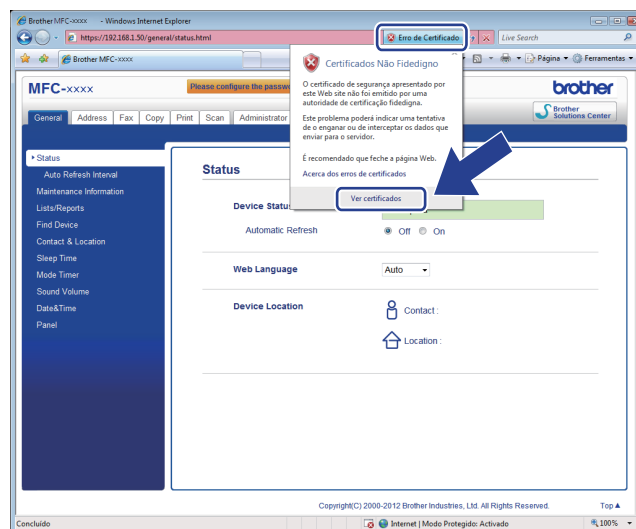 Brother MFC-xxxx - Windows Internet Explorer
https://192.168.1.50/general/status.html
Erro de Certificado
Live Search
Brother MFC-xxxx
Página
Ferramentas
Certificados Não Fidedigno
O certificado de segurança apresentado por
este Web site não foi emitido por uma
autoridade de certificação fidedigna.
Este problema poderá indicar uma tentativa
de o enganar ou de interceptar os dados que
enviar para o servidor.
É recomendado que feche a página Web.
Acerca dos erros de certificados
Ver certificados
MFC-xxxx
Please configure the
brother
General Address Fax Copy Print Scan Administrator
Brother
Solutions Center
Status
Auto Refresh Interval
Maintenance Information
Lists/Reports
Find Device
Contact & Location
Sleep Time
Mode Timer
Sound Volume
Date&Time
Panel
Status
Device Status
Automatic Refresh
Off On
Web Language
Auto
Device Location
Contact :
Location :
Copyright(C) 2000-2012 Brother Industries, Ltd. All Rights Reserved.
Top▲
Concluído
Internet | Modo Protegido: Activado
100%